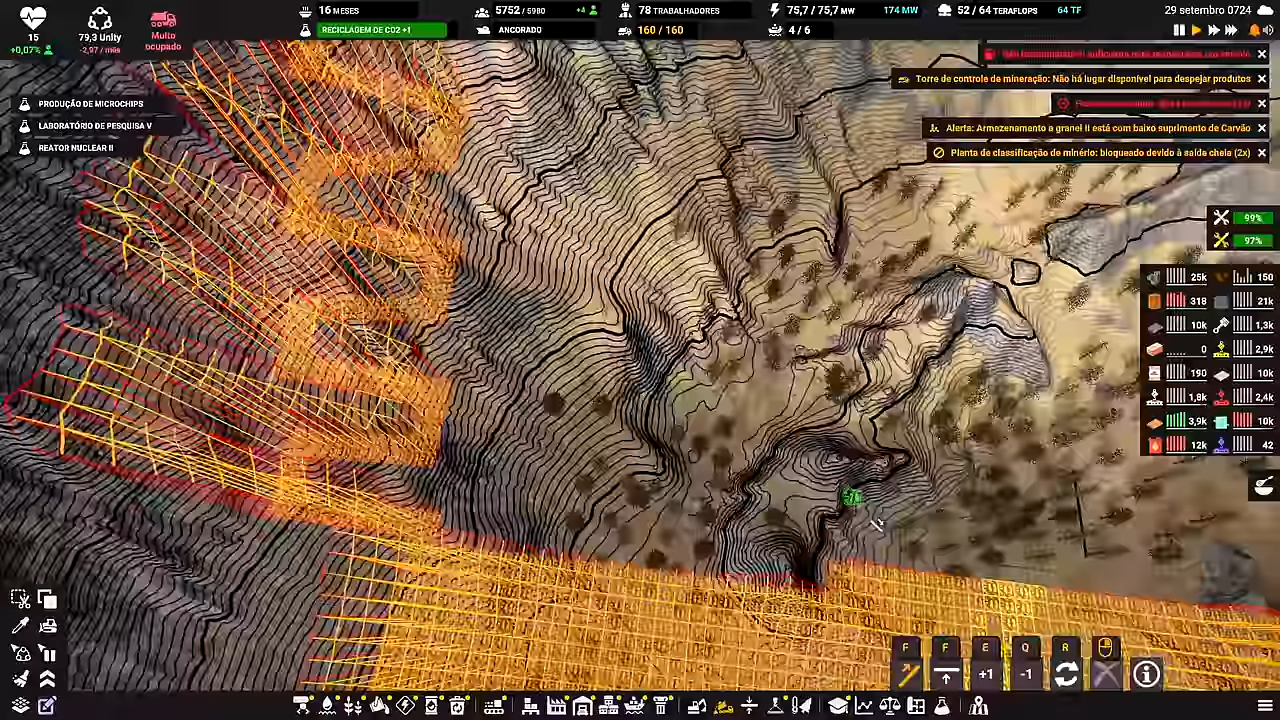 15
+0,07%
79,3 Unity
-2,97 / mês
Muito
ocupado
16 MESES
RECICLAGEM DE CO2 +1
5752 / 5980
+4
ANCORADO
78 TRABALHADORES
160 / 160
75,7 / 75,7 MW
174 MW
4 / 6
52 / 64 TERAFLOPS
64 TF
29 setembro 0724
PRODUÇÃO DE MICROCHIPS
LABORATÓRIO DE PESQUISA V
REATOR NUCLEAR II
Torre de controle de mineração: Não há lugar disponível para despejar produtos
Alerta: Armazenamento a granel II está com baixo suprimento de Carvão
Planta de classificação de minério: bloqueado devido à saída cheia (2x)
99%
97%
25k
150
318
21k
10k
1,3k
0
2,9k
190
10k
1,8k
2,4k
3,9k
10k
12k
42
F
F
E
Q
R
+1
-1